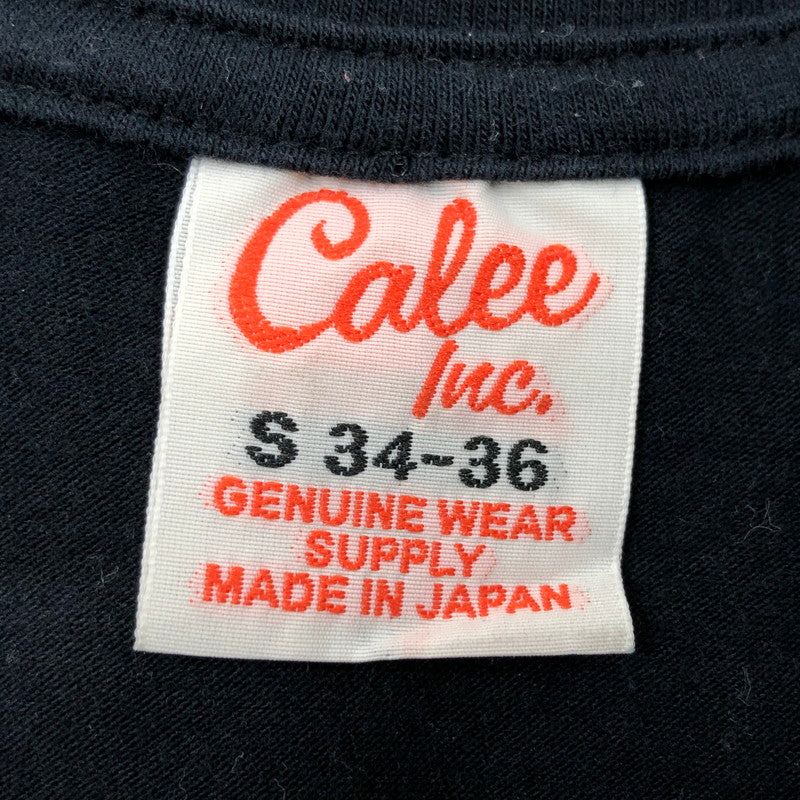 Calee
Inc.
S 34-36
GENUINE WEAR
SUPPLY
MADE IN JAPAN